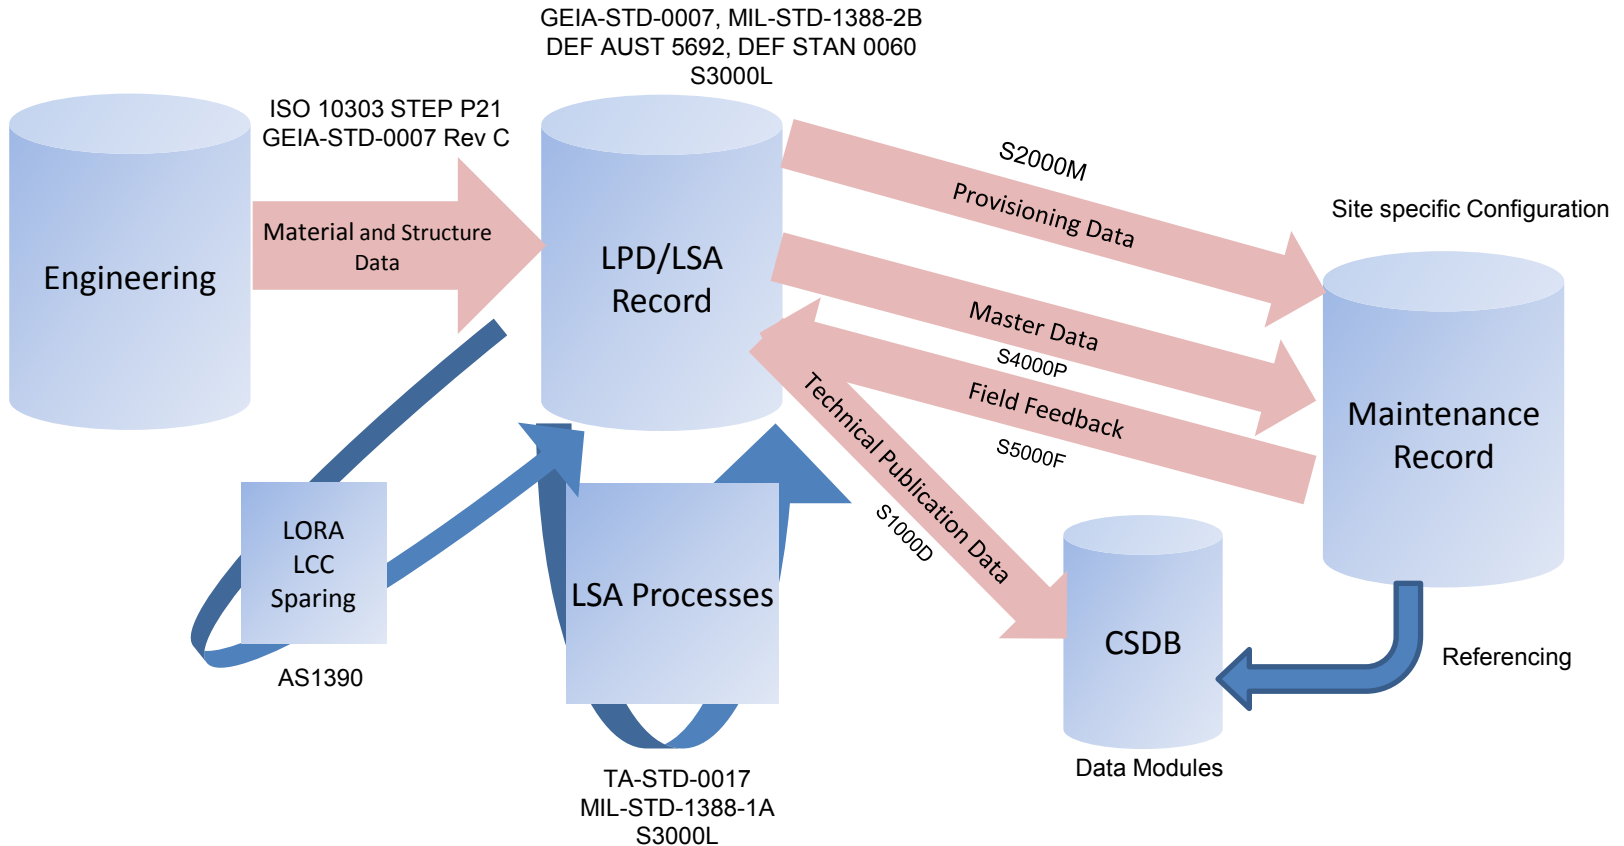 GEIA-STD-0007, MIL-STD-1388-2B
DEF AUST 5692, DEF STAN 0060
S3000L
ISO 10303 STEP P21
GEIA-STD-0007 Rev C
Engineering
Material and Structure
Data
LPD/LSA
Record
S2000M
Provisioning Data
Site specific Configuration
Master Data
S4000P
Field Feedback
S5000F
Technical Publication Data
S1000D
Maintenance
Record
LORA
LCC
Sparing
AS1390
LSA Processes
TA-STD-0017
MIL-STD-1388-1A
S3000L
CSDB
Data Modules
Referencing